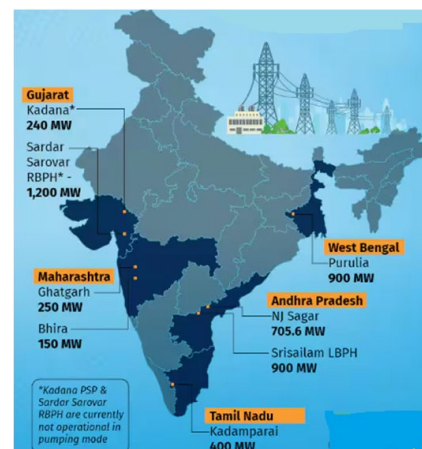 Gujarat
Kadana*
240 MW
Sardar
Sarovar
RBPH* -
1,200 MW
Maharashtra
Ghatgarh
250 MW
Bhira
150 MW
West Bengal
Purulia
900 MW
Andhra Pradesh
NJ Sagar
705.6 MW
Srisailam LBPH
900 MW
Tamil Nadu
Kadamparai
400 MW
*Kadana PSP &
Sardar Sarovar
RBPH are currently
not operational in
pumping mode